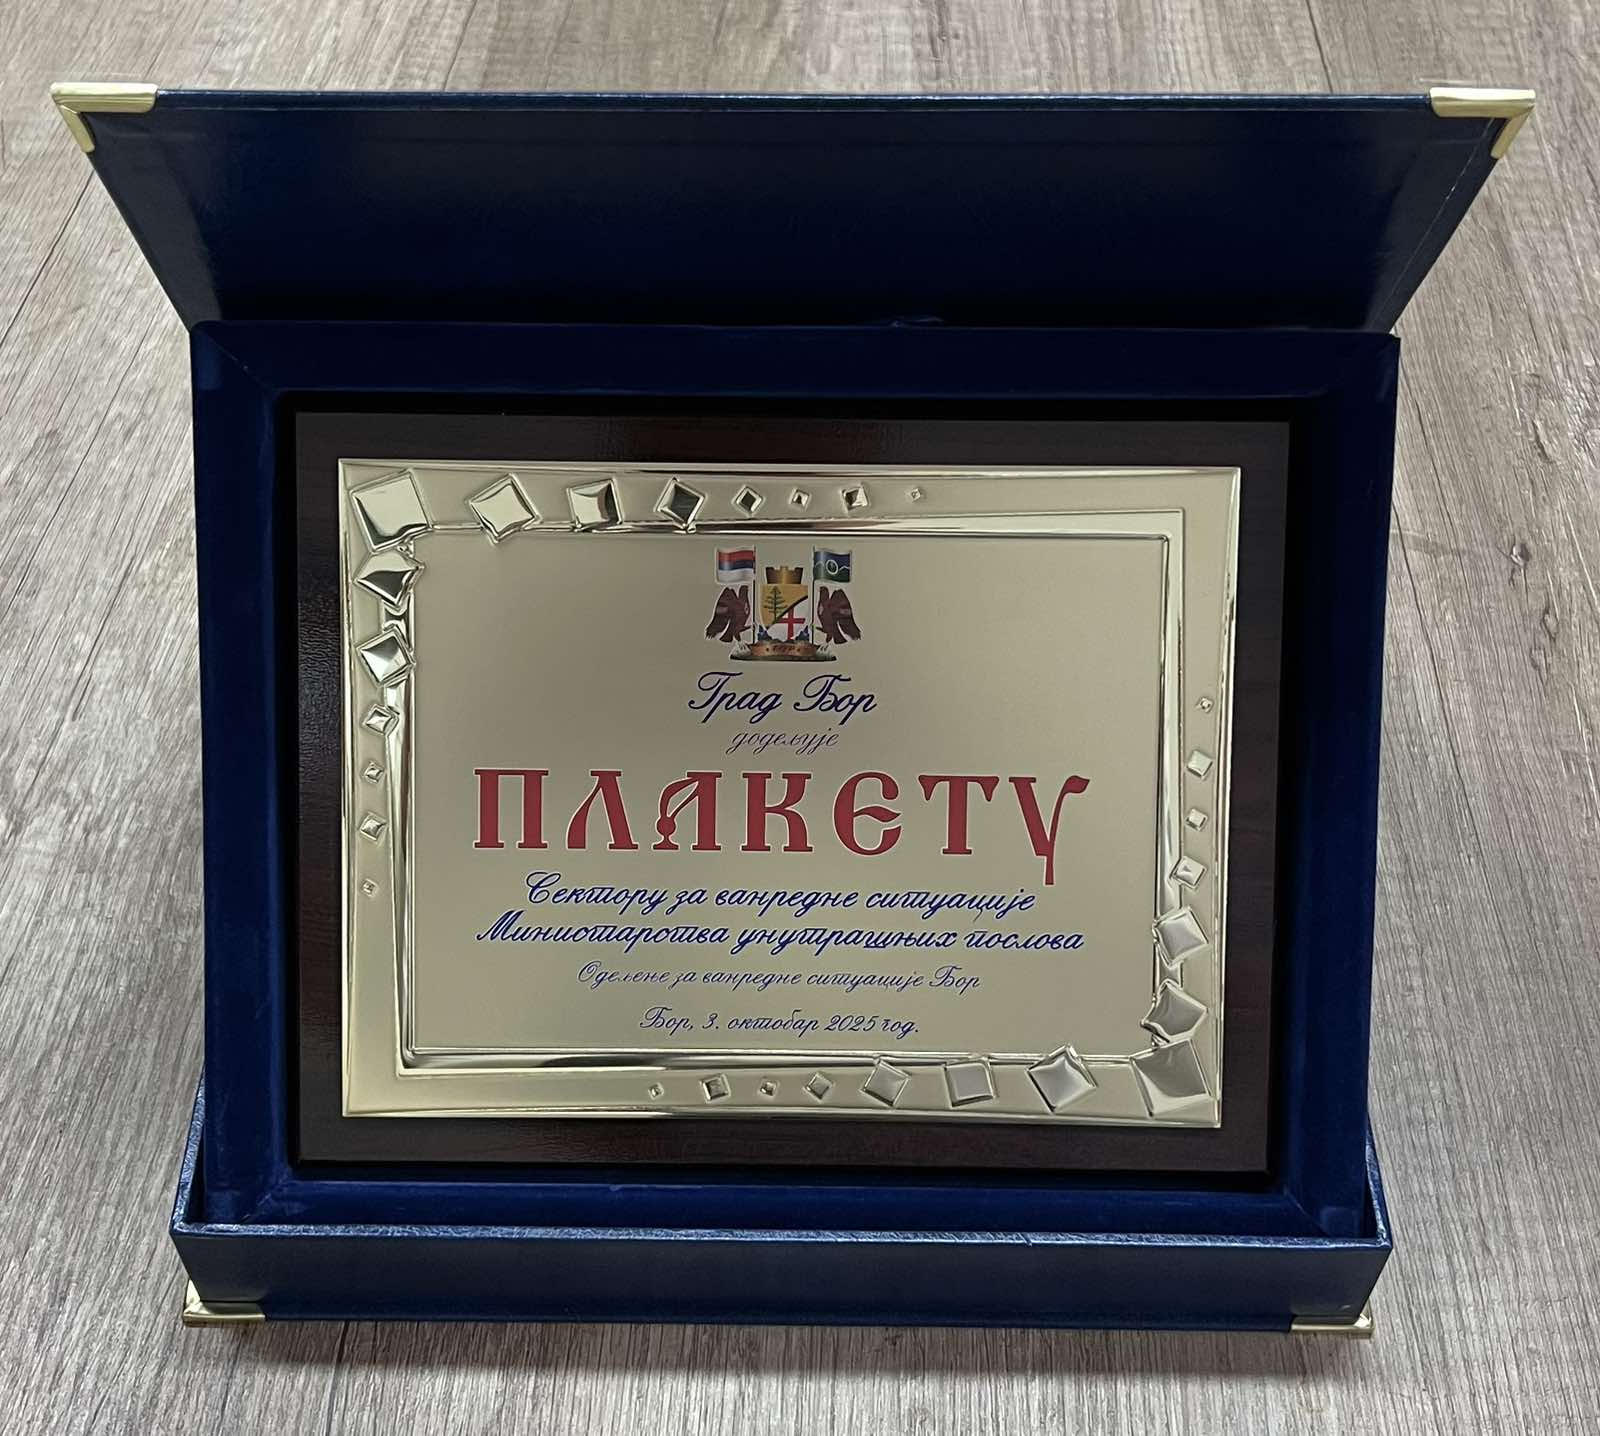 Град Бор
додељује
ПЛАКЕТУ
Сектору за ванредне ситуације
Министарства унутрашњих послова
Одељење за ванредне ситуације Бор
Бор, 3. октобар 2025 год.